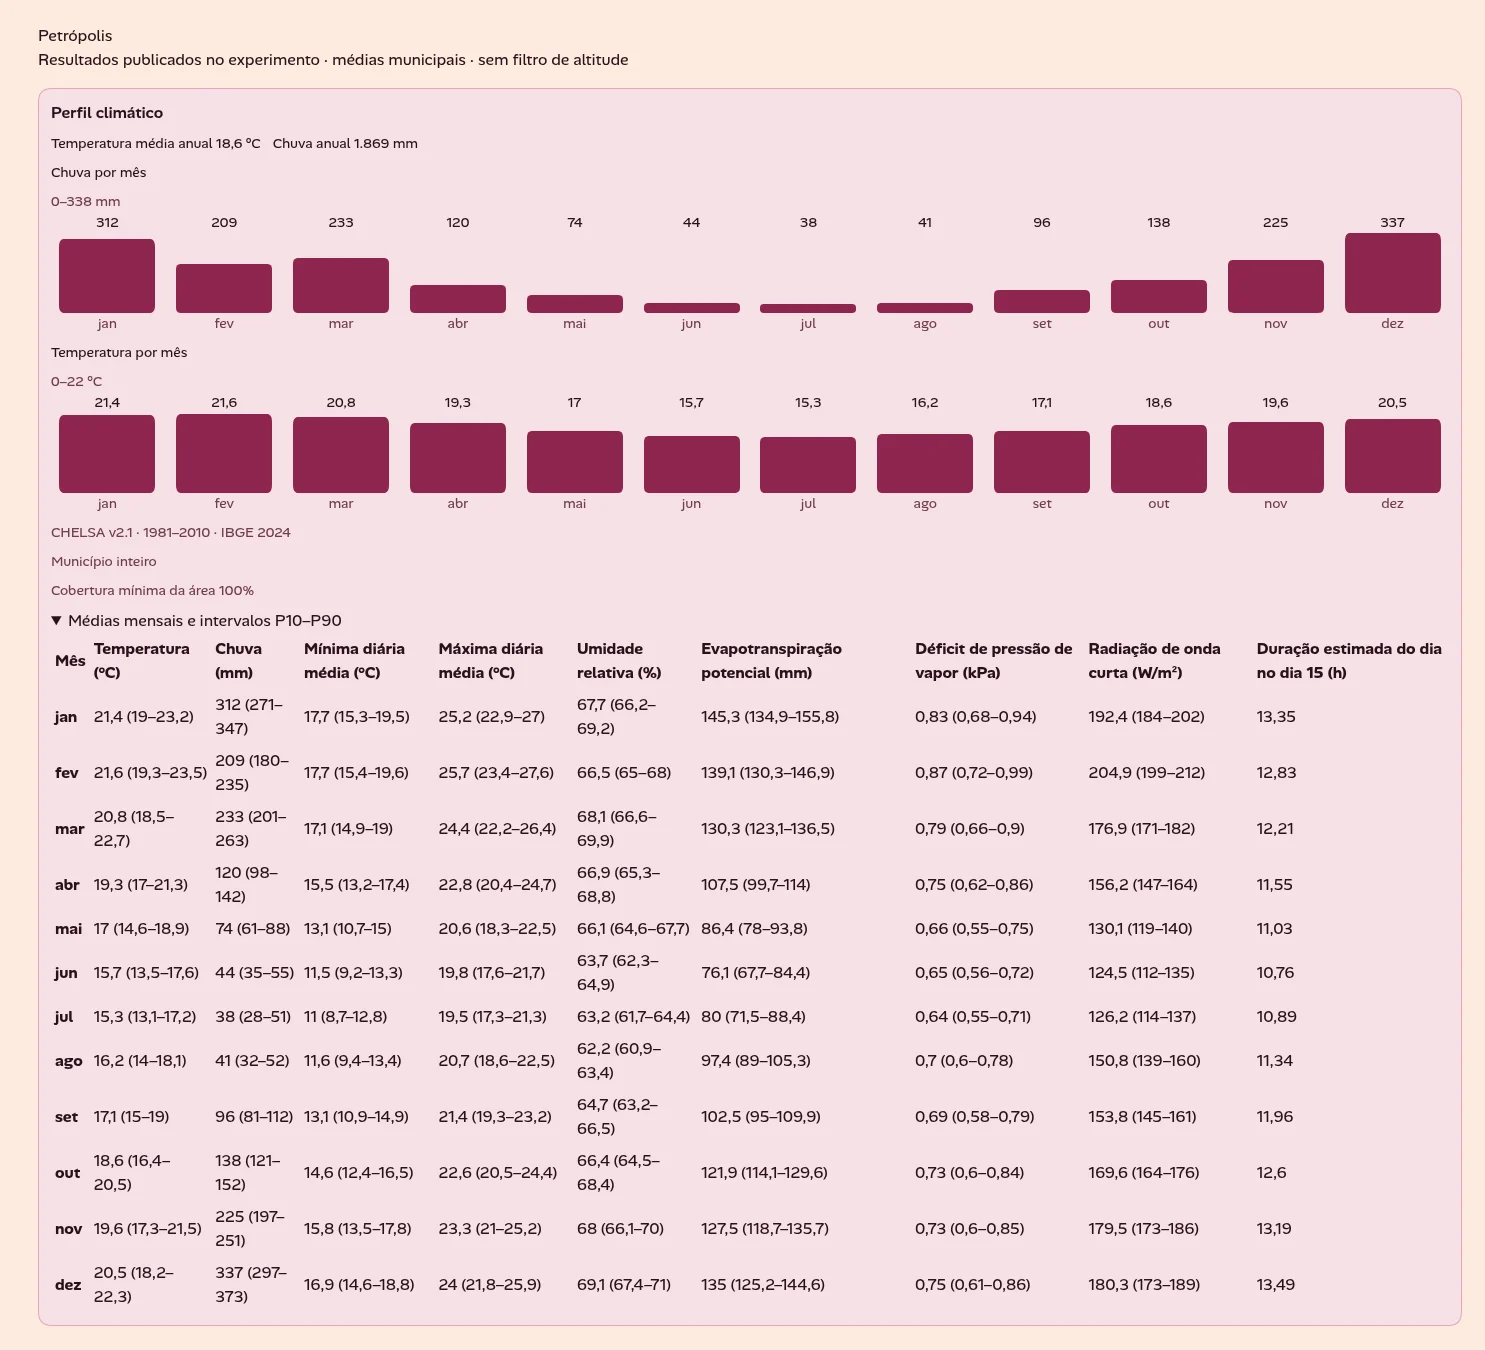 Petrópolis
Resultados publicados no experimento · médias municipais · sem filtro de altitude
Perfil climático
Temperatura média anual 18,6 °C Chuva anual 1.869 mm
Chuva por mês
0–338 mm
312 209 233 120 74 44 38 41 96 138 225 337
jan fev mar abr mai jun jul ago set out nov dez
Temperatura por mês
0–22 °C
21,4 21,6 20,8 19,3 17 15,7 15,3 16,2 17,1 18,6 19,6 20,5
jan fev mar abr mai jun jul ago set out nov dez
CHELSA v2.1 · 1981–2010 · IBGE 2024
Município inteiro
Cobertura mínima da área 100%
▼ Médias mensais e intervalos P10–P90
Mês Temperatura (°C) Chuva (mm) Mínima diária média (°C) Máxima diária média (°C) Umidade relativa (%) Evapotranspiração potencial (mm) Déficit de pressão de vapor (kPa) Radiação de onda curta (W/m²) Duração estimada do dia no dia 15 (h)
jan 21,4 (19–23,2) 312 (271–347) 17,7 (15,3–19,5) 25,2 (22,9–27) 67,7 (66,2–69,2) 145,3 (134,9–155,8) 0,83 (0,68–0,94) 192,4 (184–202) 13,35
fev 21,6 (19,3–23,5) 209 (180–235) 17,7 (15,4–19,6) 25,7 (23,4–27,6) 66,5 (65–68) 139,1 (130,3–146,9) 0,87 (0,72–0,99) 204,9 (199–212) 12,83
mar 20,8 (18,5–22,7) 233 (201–263) 17,1 (14,9–19) 24,4 (22,2–26,4) 68,1 (66,6–69,9) 130,3 (123,1–136,5) 0,79 (0,66–0,9) 176,9 (171–182) 12,21
abr 19,3 (17–21,3) 120 (98–142) 15,5 (13,2–17,4) 22,8 (20,4–24,7) 66,9 (65,3–68,8) 107,5 (99,7–114) 0,75 (0,62–0,86) 156,2 (147–164) 11,55
mai 17 (14,6–18,9) 74 (61–88) 13,1 (10,7–15) 20,6 (18,3–22,5) 66,1 (64,6–67,7) 86,4 (78–93,8) 0,66 (0,55–0,75) 130,1 (119–140) 11,03
jun 15,7 (13,5–17,6) 44 (35–55) 11,5 (9,2–13,3) 19,8 (17,6–21,7) 63,7 (62,3–64,9) 76,1 (67,7–84,4) 0,65 (0,56–0,72) 124,5 (112–135) 10,76
jul 15,3 (13,1–17,2) 38 (28–51) 11 (8,7–12,8) 19,5 (17,3–21,3) 63,2 (61,7–64,4) 80 (71,5–88,4) 0,64 (0,55–0,71) 126,2 (114–137) 10,89
ago 16,2 (14–18,1) 41 (32–52) 11,6 (9,4–13,4) 20,7 (18,6–22,5) 62,2 (60,9–63,4) 97,4 (89–105,3) 0,7 (0,6–0,78) 150,8 (139–160) 11,34
set 17,1 (15–19) 96 (81–112) 13,1 (10,9–14,9) 21,4 (19,3–23,2) 64,7 (63,2–66,5) 102,5 (95–109,9) 0,69 (0,58–0,79) 153,8 (145–161) 11,96
out 18,6 (16,4–20,5) 138 (121–152) 14,6 (12,4–16,5) 22,6 (20,5–24,4) 66,4 (64,5–68,4) 121,9 (114,1–129,6) 0,73 (0,6–0,84) 169,6 (164–176) 12,6
nov 19,6 (17,3–21,5) 225 (197–251) 15,8 (13,5–17,8) 23,3 (21–25,2) 68 (66,1–70) 127,5 (118,7–135,7) 0,73 (0,6–0,85) 179,5 (173–186) 13,19
dez 20,5 (18,2–22,3) 337 (297–373) 16,9 (14,6–18,8) 24 (21,8–25,9) 69,1 (67,4–71) 135 (125,2–144,6) 0,75 (0,61–0,86) 180,3 (173–189) 13,49